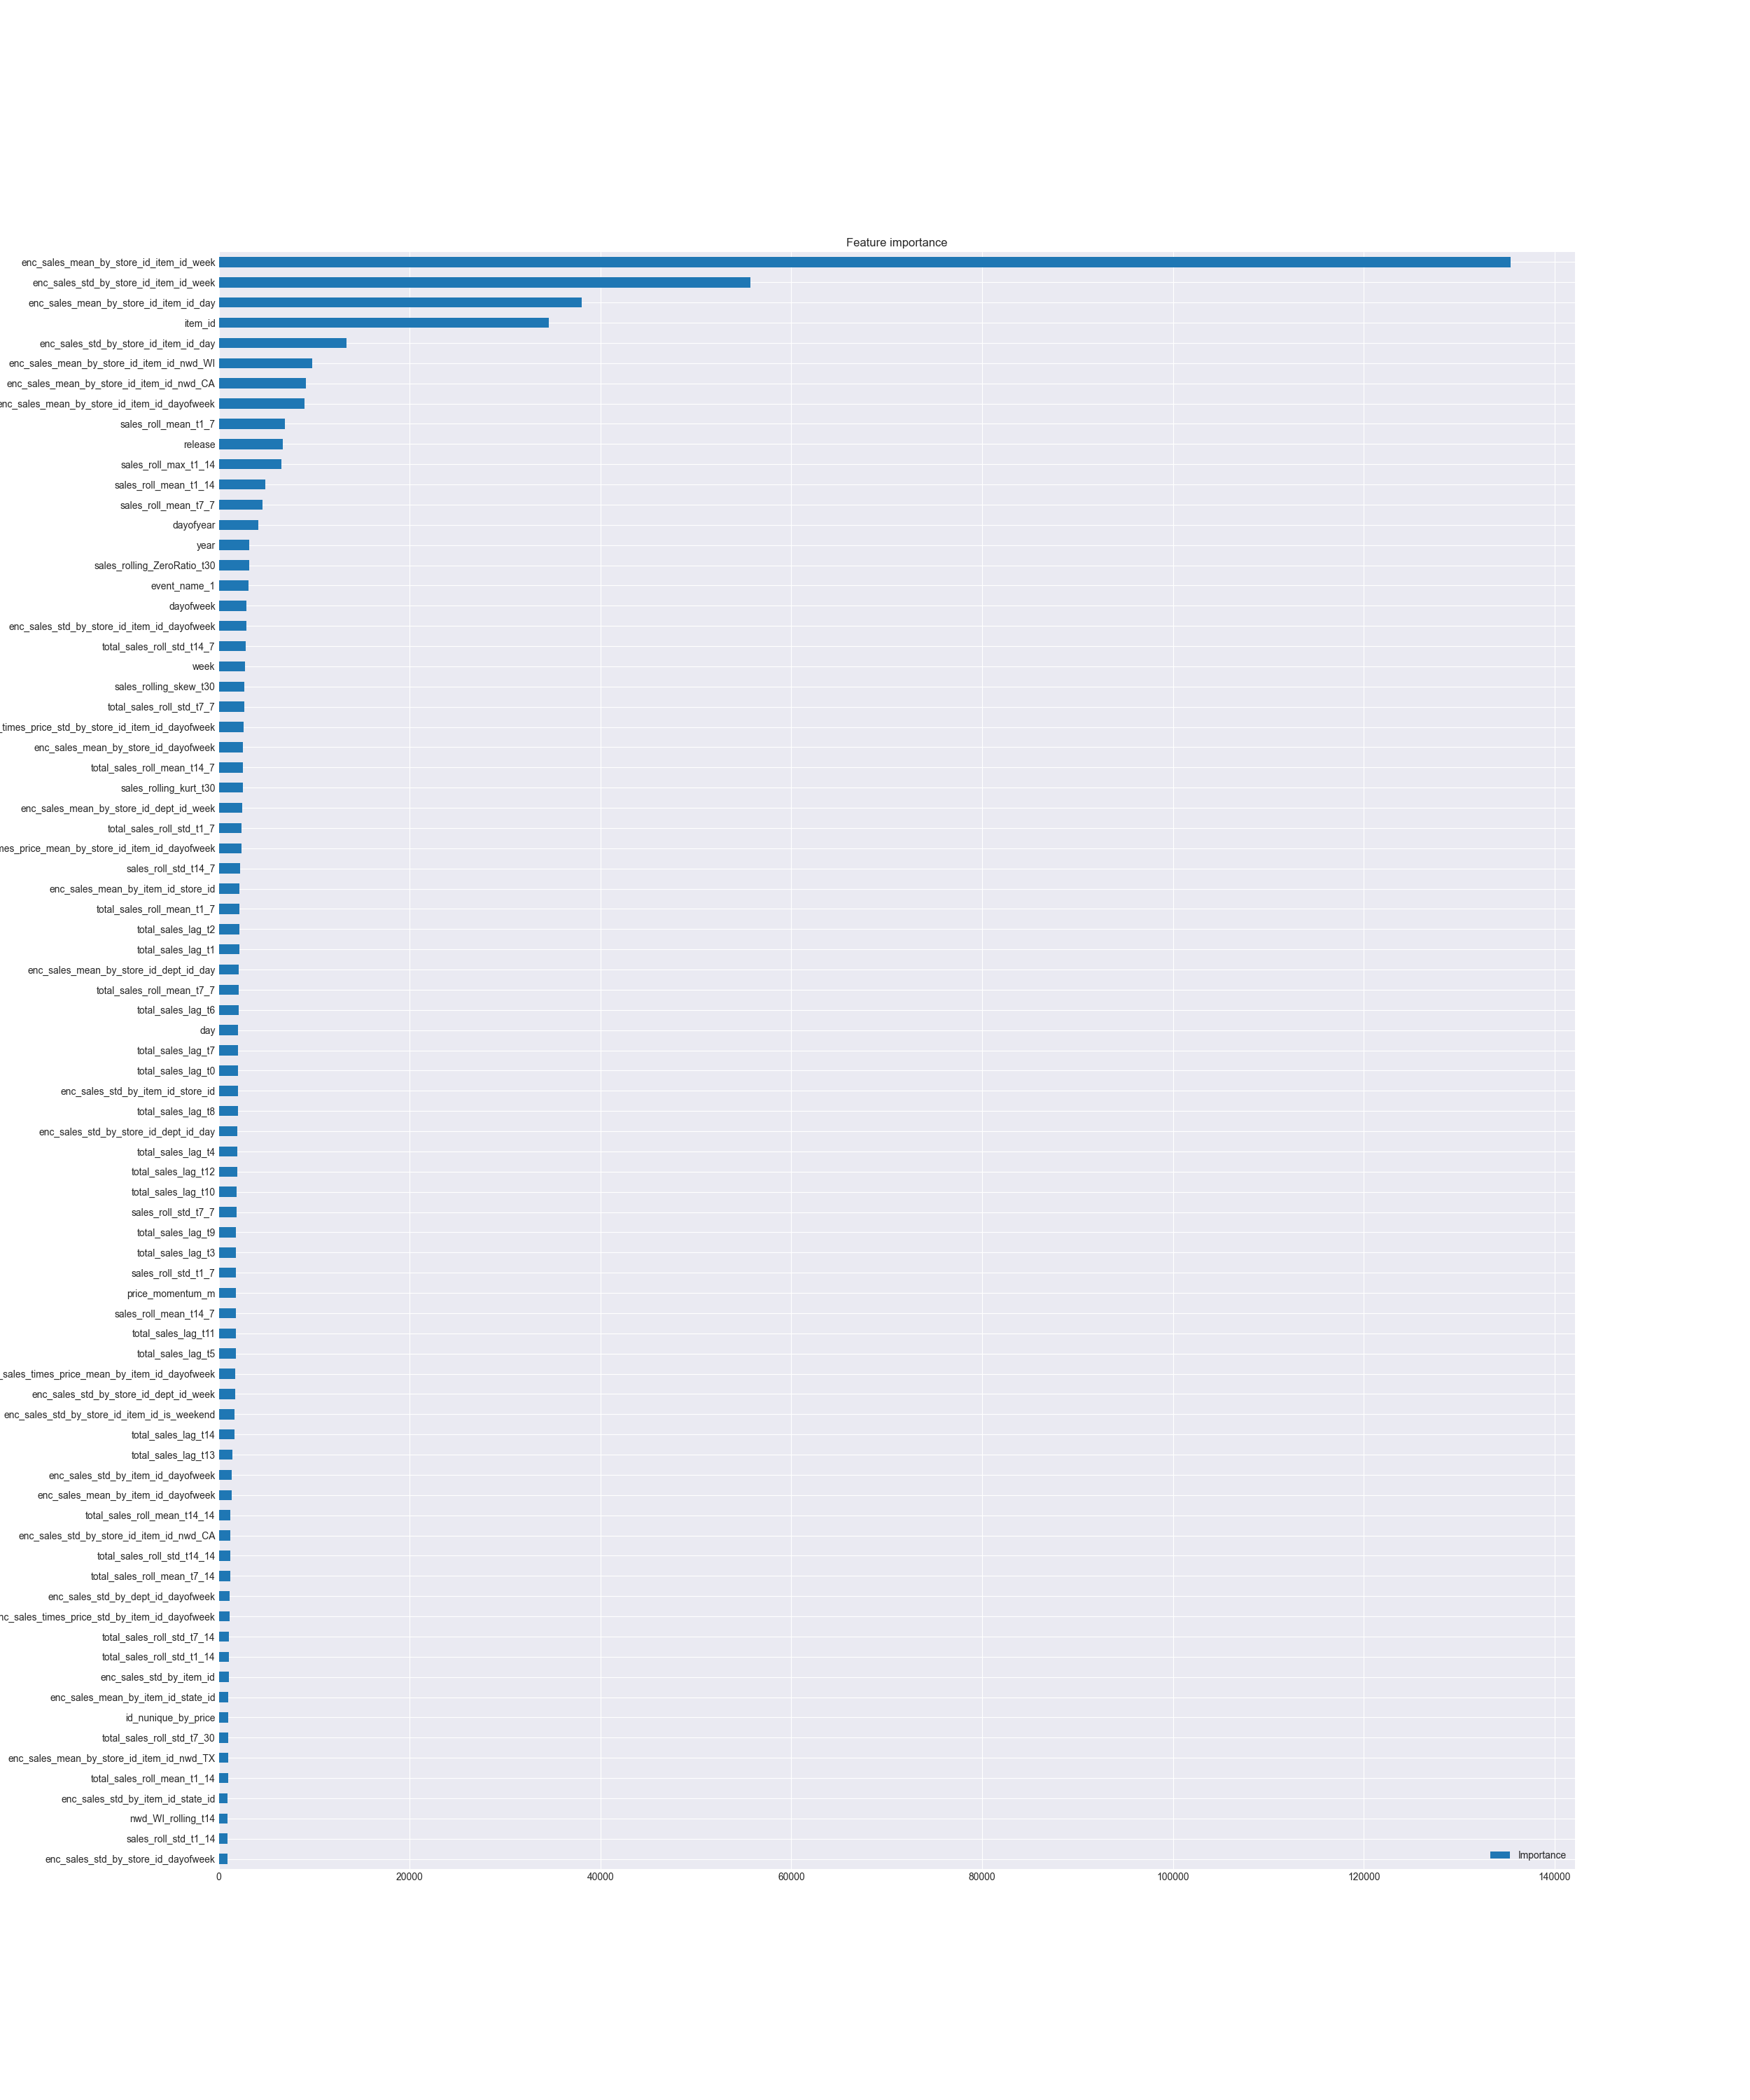 Feature importance
enc_sales_mean_by_store_id_item_id_week
enc_sales_std_by_store_id_item_id_week
enc_sales_mean_by_store_id_item_id_day
item_id
enc_sales_std_by_store_id_item_id_day
enc_sales_mean_by_store_id_item_id_nwd_WI
enc_sales_mean_by_store_id_item_id_nwd_CA
enc_sales_mean_by_store_id_item_id_dayofweek
sales_roll_mean_t1_7
release
sales_roll_max_t1_14
sales_roll_mean_t1_14
sales_roll_mean_t7_7
dayofyear
year
sales_rolling_ZeroRatio_t30
event_name_1
dayofweek
enc_sales_std_by_store_id_item_id_dayofweek
total_sales_roll_std_t14_7
week
sales_rolling_skew_t30
total_sales_roll_std_t7_7
_times_price_std_by_store_id_item_id_dayofweek
enc_sales_mean_by_store_id_dayofweek
total_sales_roll_mean_t14_7
sales_rolling_kurt_t30
enc_sales_mean_by_store_id_dept_id_week
total_sales_roll_std_t1_7
mes_price_mean_by_store_id_item_id_dayofweek
sales_roll_std_t14_7
enc_sales_mean_by_item_id_store_id
total_sales_roll_mean_t1_7
total_sales_lag_t2
total_sales_lag_t1
enc_sales_mean_by_store_id_dept_id_day
total_sales_roll_mean_t7_7
total_sales_lag_t6
day
total_sales_lag_t7
total_sales_lag_t0
enc_sales_std_by_item_id_store_id
total_sales_lag_t8
enc_sales_std_by_store_id_dept_id_day
total_sales_lag_t4
total_sales_lag_t12
total_sales_lag_t10
sales_roll_std_t7_7
total_sales_lag_t9
total_sales_lag_t3
sales_roll_std_t1_7
price_momentum_m
sales_roll_mean_t14_7
total_sales_lag_t11
total_sales_lag_t5
_sales_times_price_mean_by_item_id_dayofweek
enc_sales_std_by_store_id_dept_id_week
enc_sales_std_by_store_id_item_id_is_weekend
total_sales_lag_t14
total_sales_lag_t13
enc_sales_std_by_item_id_dayofweek
enc_sales_mean_by_item_id_dayofweek
total_sales_roll_mean_t14_14
enc_sales_std_by_store_id_item_id_nwd_CA
total_sales_roll_std_t14_14
total_sales_roll_mean_t7_14
enc_sales_std_by_dept_id_dayofweek
nc_sales_times_price_std_by_item_id_dayofweek
total_sales_roll_std_t7_14
total_sales_roll_std_t1_14
enc_sales_std_by_item_id
enc_sales_mean_by_item_id_state_id
id_nunique_by_price
total_sales_roll_std_t7_30
enc_sales_mean_by_store_id_item_id_nwd_TX
total_sales_roll_mean_t1_14
enc_sales_std_by_item_id_state_id
nwd_WI_rolling_t14
sales_roll_std_t1_14
enc_sales_std_by_store_id_dayofweek
Importance
0 20000 40000 60000 80000 100000 120000 140000